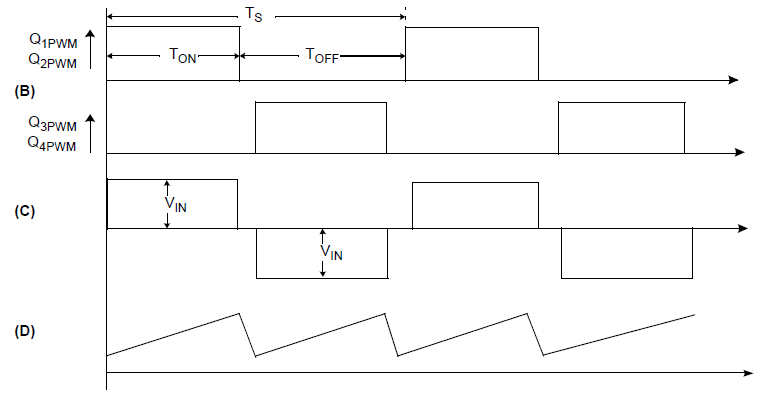 TS
Q1PWM
Q2PWM
TON
TOFF
(B)
Q3PWM
Q4PWM
(C)
VIN
VIN
(D)